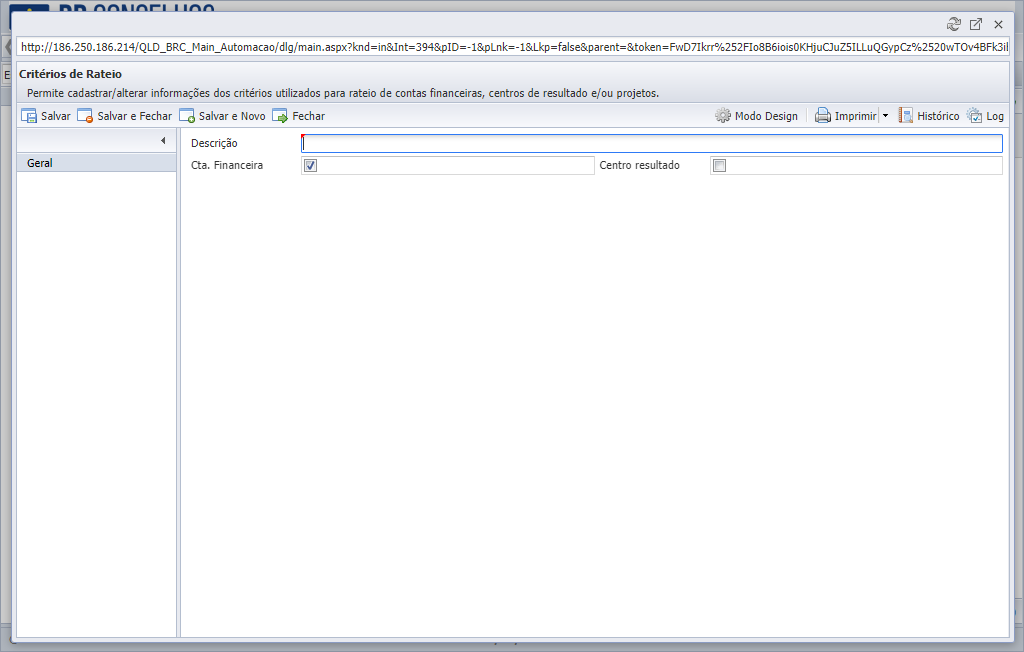 http://186.250.186.214/QLD_BRC_Main_Automacao/dlg/main.aspx?knd=in&Int=394&pID=-1&pLnk=-1&Lkp=false&parent=&token=FwD7Ikrr%252FIo8B6iois0KHjuCJuZ5ILLuQGypCz%2520wTOv4BFk3il
Critérios de Rateio
Permite cadastrar/alterar informações dos critérios utilizados para rateio de contas financeiras, centros de resultado e/ou projetos.
Salvar Salvar e Fechar Salvar e Novo Fechar Modo Design Imprimir Histórico Log
Geral
Descrição
Cta. Financeira Centro resultado